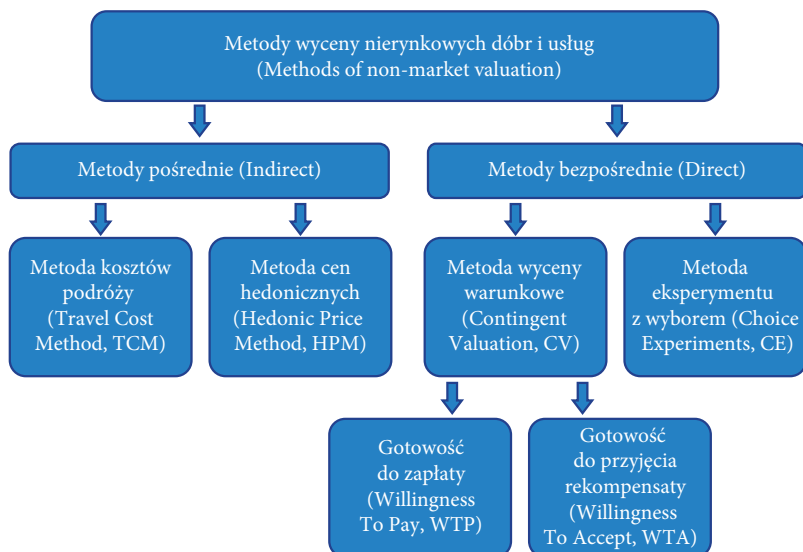 Metody wyceny nierynkowych dóbr i usług
(Methods of non-market valuation)
Metody pośrednie (Indirect)
Metody bezpośrednie (Direct)
Metoda kosztów
podróży
(Travel Cost
Method, TCM)
Metoda cen
hedonicznych
(Hedonic Price
Method, HPM)
Metoda wyceny
warunkowe
(Contingent
Valuation, CV)
Metoda
eksperymentu
z wyborem (Choice
Experiments, CE)
Gotowość
do zapłaty
(Willingness
To Pay, WTP)
Gotowość
do przyjęcia
rekompensaty
(Willingness
To Accept, WTA)